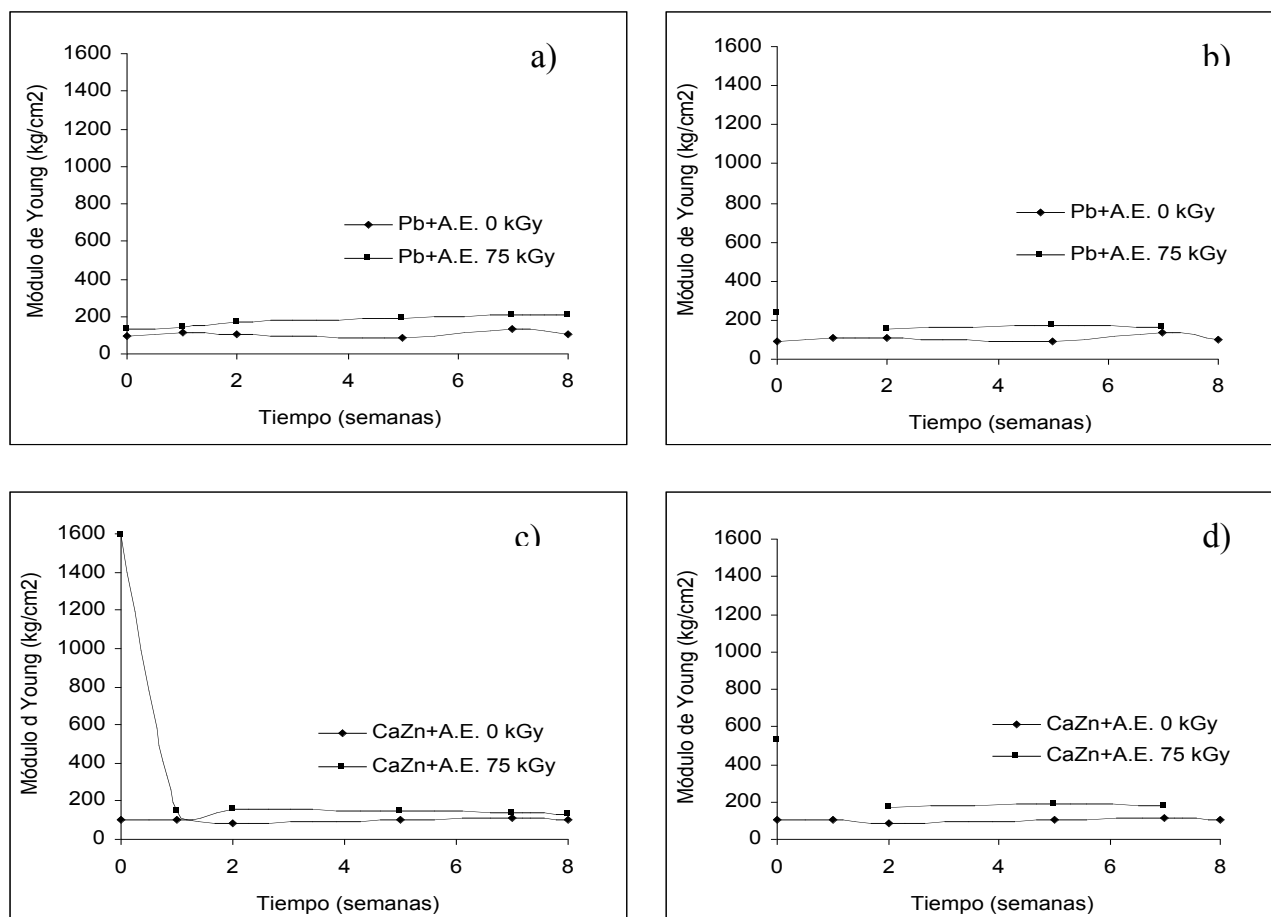 a)
Módulo de Young (kg/cm2)
1600
1400
1200
1000
800
600
400
200
0
Pb+A.E. 0 kGy
Pb+A.E. 75 kGy
0 2 4 6 8
Tiempo (semanas)
b)
Módulo de Young (kg/cm2)
1600
1400
1200
1000
800
600
400
200
0
Pb+A.E. 0 kGy
Pb+A.E. 75 kGy
0 2 4 6 8
Tiempo (semanas)
c)
Módulo d Young (kg/cm2)
1600
1400
1200
1000
800
600
400
200
0
CaZn+A.E. 0 kGy
CaZn+A.E. 75 kGy
0 2 4 6 8
Tiempo (semanas)
d)
Módulo de Young (kg/cm2)
1600
1400
1200
1000
800
600
400
200
0
CaZn+A.E. 0 kGy
CaZn+A.E. 75 kGy
0 2 4 6 8
Tiempo (semanas)